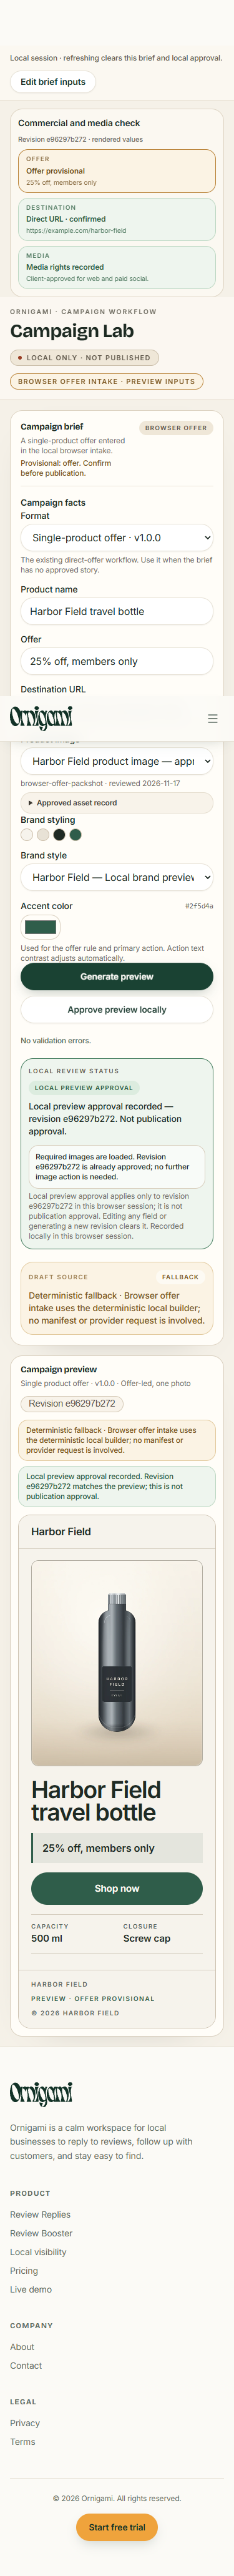 Local session · refreshing clears this brief and local approval.
Edit brief inputs
Commercial and media check
Revision e96297b272 · rendered values
OFFER
Offer provisional
25% off, members only
DESTINATION
Direct URL · confirmed
https://example.com/harbor-field
MEDIA
Media rights recorded
Client-approved for web and paid social.
ORNIGAMI · CAMPAIGN WORKFLOW
Campaign Lab
LOCAL ONLY · NOT PUBLISHED
BROWSER OFFER INTAKE · PREVIEW INPUTS
Campaign brief
BROWSER OFFER
A single-product offer entered
in the local browser intake.
Provisional: offer. Confirm
before publication.
Campaign facts
Format
Single-product offer · v1.0.0
The existing direct-offer workflow. Use it when the brief
has no approved story.
Product name
Harbor Field travel bottle
Offer
25% off, members only
Destination URL
Ornigami
Harbor Field product image — appr
browser-offer-packshot · reviewed 2026-11-17
Approved asset record
Brand styling
Brand style
Harbor Field — Local brand preview
Accent color
#2f5d4a
Used for the offer rule and primary action. Action text
contrast adjusts automatically.
Generate preview
Approve preview locally
No validation errors.
LOCAL REVIEW STATUS
LOCAL PREVIEW APPROVAL
Local preview approval recorded —
revision e96297b272. Not publication
approval.
Required images are loaded. Revision
e96297b272 is already approved; no further
image action is needed.
Local preview approval applies only to revision
e96297b272 in this browser session; it is not
publication approval. Editing any field or
generating a new revision clears it. Recorded
locally in this browser session.
DRAFT SOURCE
FALLBACK
Deterministic fallback · Browser offer
intake uses the deterministic local builder;
no manifest or provider request is involved.
Campaign preview
Single product offer · v1.0.0 · Offer-led, one photo
Revision e96297b272
Deterministic fallback · Browser offer intake uses
the deterministic local builder; no manifest or
provider request is involved.
Local preview approval recorded. Revision
e96297b272 matches the preview; this is not
publication approval.
Harbor Field
HARBOR
FIELD
Harbor Field
travel bottle
25% off, members only
Shop now
CAPACITY
500 ml
CLOSURE
Screw cap
HARBOR FIELD
PREVIEW · OFFER PROVISIONAL
© 2026 HARBOR FIELD
Ornigami
Ornigami is a calm workspace for local
businesses to reply to reviews, follow up with
customers, and stay easy to find.
PRODUCT
Review Replies
Review Booster
Local visibility
Pricing
Live demo
COMPANY
About
Contact
LEGAL
Privacy
Terms
© 2026 Ornigami. All rights reserved.
Start free trial